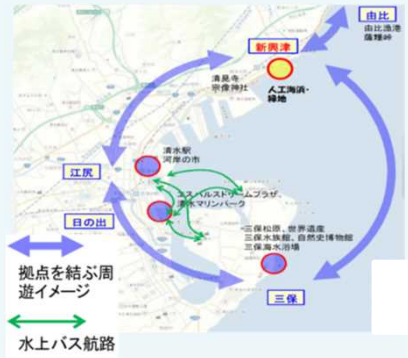 由比
由比漁港
薩埵峠
新興津
清見寺
宗像神社
人工海浜・
緑地
清水駅
河岸の市
江尻
エスパルスドリームプラザ、
清水マリンパーク
日の出
三保松原、世界遺産
三保水族館、自然史博物館
三保海水浴場
三保
拠点を結ぶ周
遊イメージ
水上バス航路